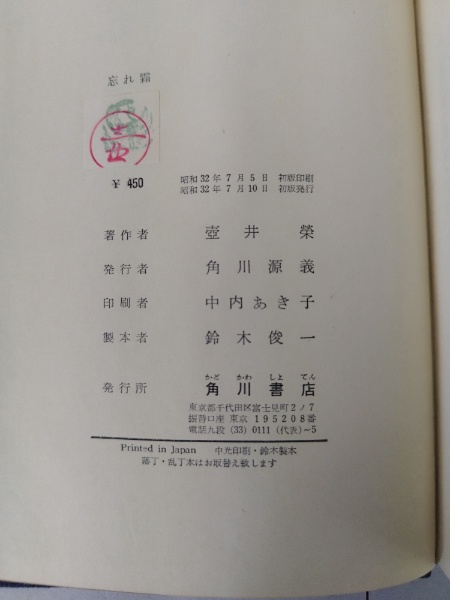 忘れ霜
¥ 450
昭和32年7月5日 初版印刷
昭和32年7月10日 初版発行
著作者 壺井榮
発行者 角川源義
印刷者 中内あき子
製本者 鈴木俊一
かど かわ しよ てん
発行所 角川書店
東京都千代田区富士見町2ノ7
振替口座 東京 195208番
電話九段 (33) 0111 (代表)~5
Printed in Japan 中光印刷・鈴木製本
落丁・乱丁本はお取替え致します